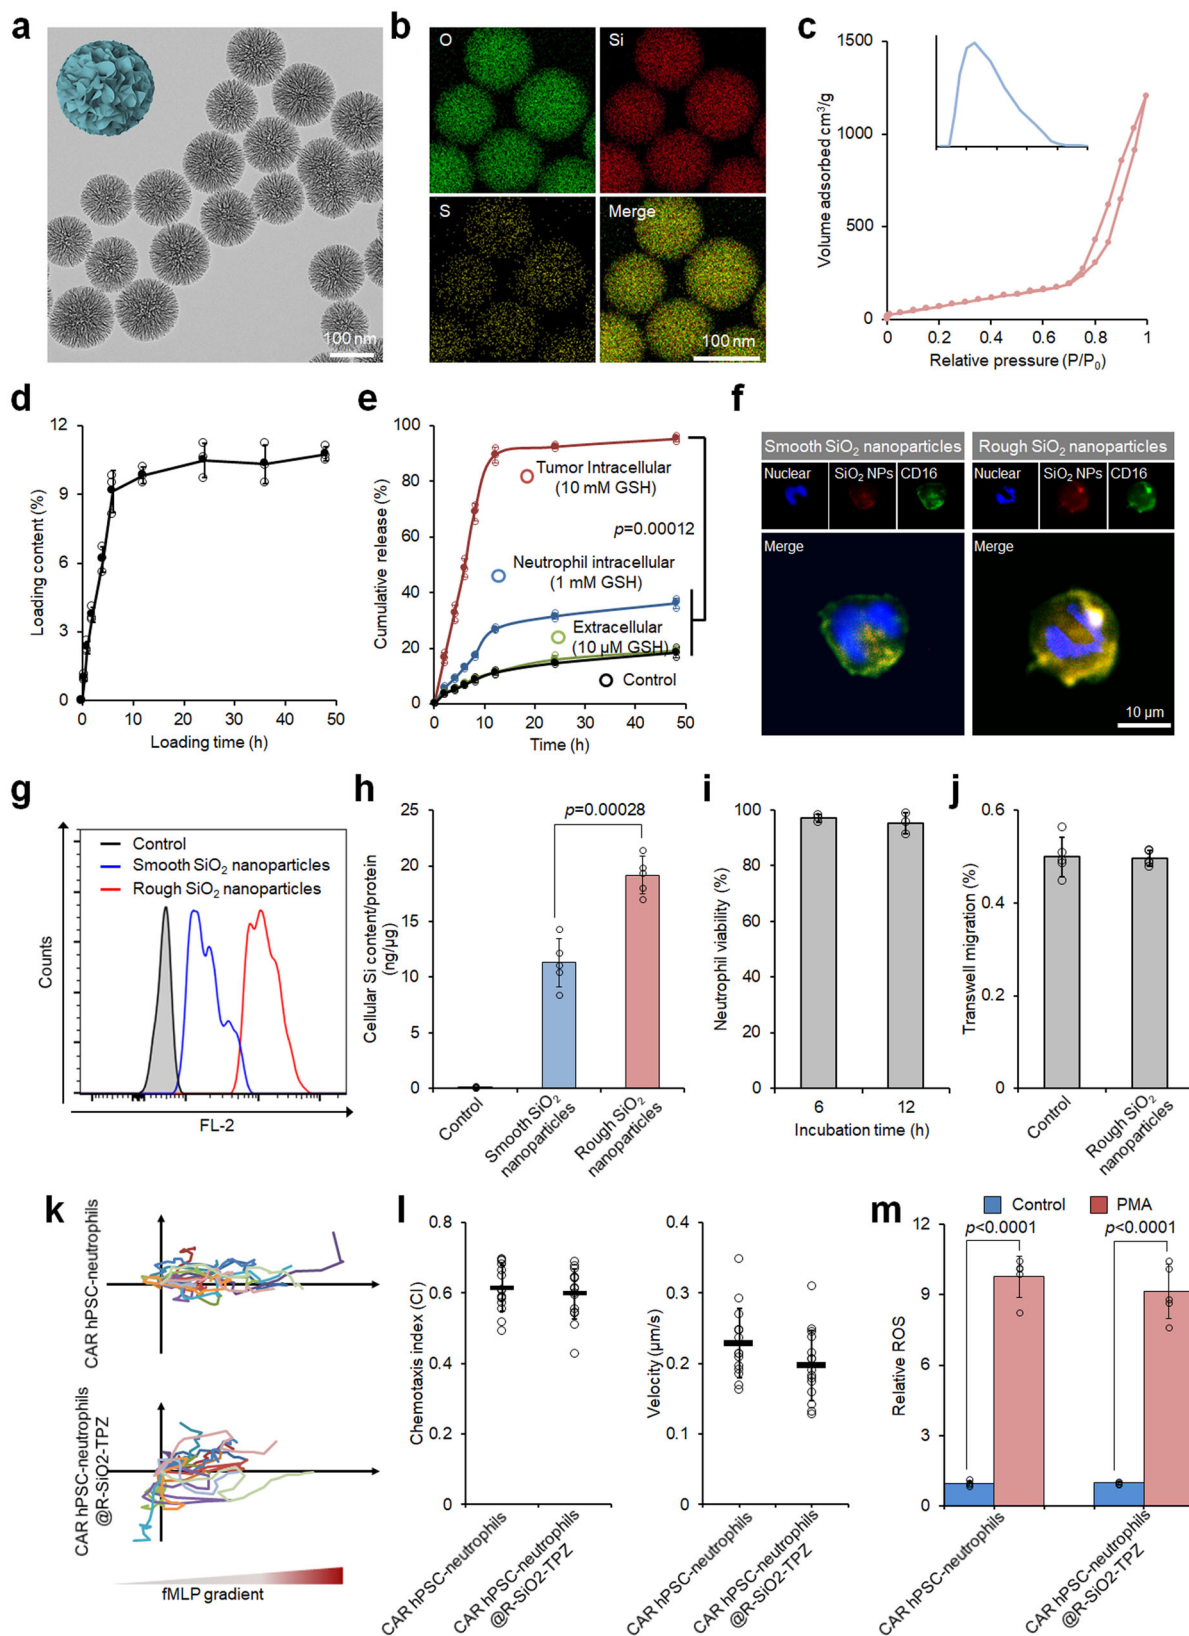 a
100 nm
b
O
Si
S
Merge
100 nm
c
1500
1000
500
0
Volume adsorbed cm³/g
0
0.2
0.4
0.6
0.8
1
Relative pressure (P/P₀)
d
12
9
6
3
0
Loading content (%)
0
10
20
30
40
50
Loading time (h)
e
100
80
60
40
20
0
Cumulative release (%)
Tumor Intracellular
(10 mM GSH)
p=0.00012
Neutrophil intracellular
(1 mM GSH)
Extracellular
(10 µM GSH)
Control
0
10
20
30
40
50
Time (h)
f
Smooth SiO₂ nanoparticles
Rough SiO₂ nanoparticles
Nuclear
SiO₂ NPs
CD16
Nuclear
SiO₂ NPs
CD16
Merge
Merge
10 µm
g
Control
Smooth SiO₂ nanoparticles
Rough SiO₂ nanoparticles
Counts
FL-2
h
25
20
15
10
5
0
Cellular Si content/protein
(ng/µg)
p=0.00028
Control
Smooth SiO₂
nanoparticles
Rough SiO₂
nanoparticles
i
100
80
60
40
20
0
Neutrophil viability (%)
6
12
Incubation time (h)
j
0.6
0.4
0.2
0
Transwell migration (%)
Control
Rough SiO₂
nanoparticles
k
CAR hPSC-neutrophils
CAR hPSC-neutrophils
@R-SiO2-TPZ
fMLP gradient
l
0.8
0.6
0.4
0.2
0
Chemotaxis index (CI)
CAR hPSC-neutrophils
CAR hPSC-neutrophils
@R-SiO2-TPZ
0.4
0.3
0.2
0.1
0
Velocity (µm/s)
CAR hPSC-neutrophils
CAR hPSC-neutrophils
@R-SiO2-TPZ
m
Control
PMA
12
9
6
3
0
Relative ROS
p<0.0001
p<0.0001
CAR hPSC-neutrophils
CAR hPSC-neutrophils
@R-SiO2-TPZ